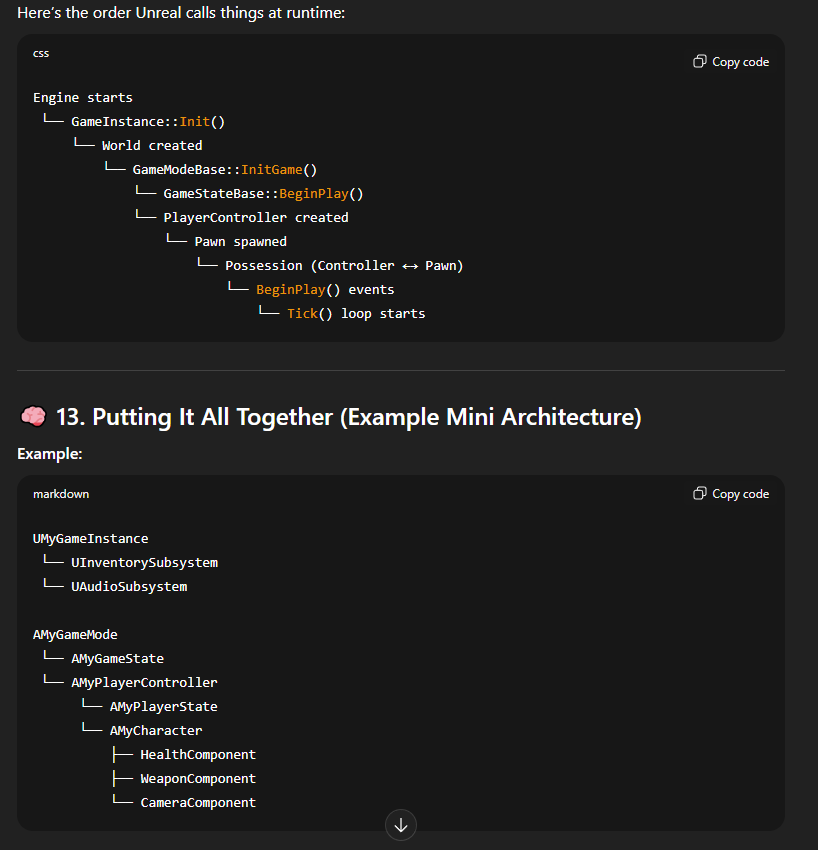 Here's the order Unreal calls things at runtime:
css
Copy code
Engine starts
└── GameInstance::Init()
└── World created
└── GameModeBase::InitGame()
└── GameStateBase::BeginPlay()
└── PlayerController created
└── Pawn spawned
└── Possession (Controller ↔ Pawn)
└── BeginPlay() events
└── Tick() loop starts
🧠 13. Putting It All Together (Example Mini Architecture)
Example:
markdown
Copy code
UMyGameInstance
└── UInventorySubsystem
└── UAudioSubsystem
AMyGameMode
└── AMyGameState
└── AMyPlayerController
└── AMyPlayerState
└── AMyCharacter
├── HealthComponent
├── WeaponComponent
└── CameraComponent